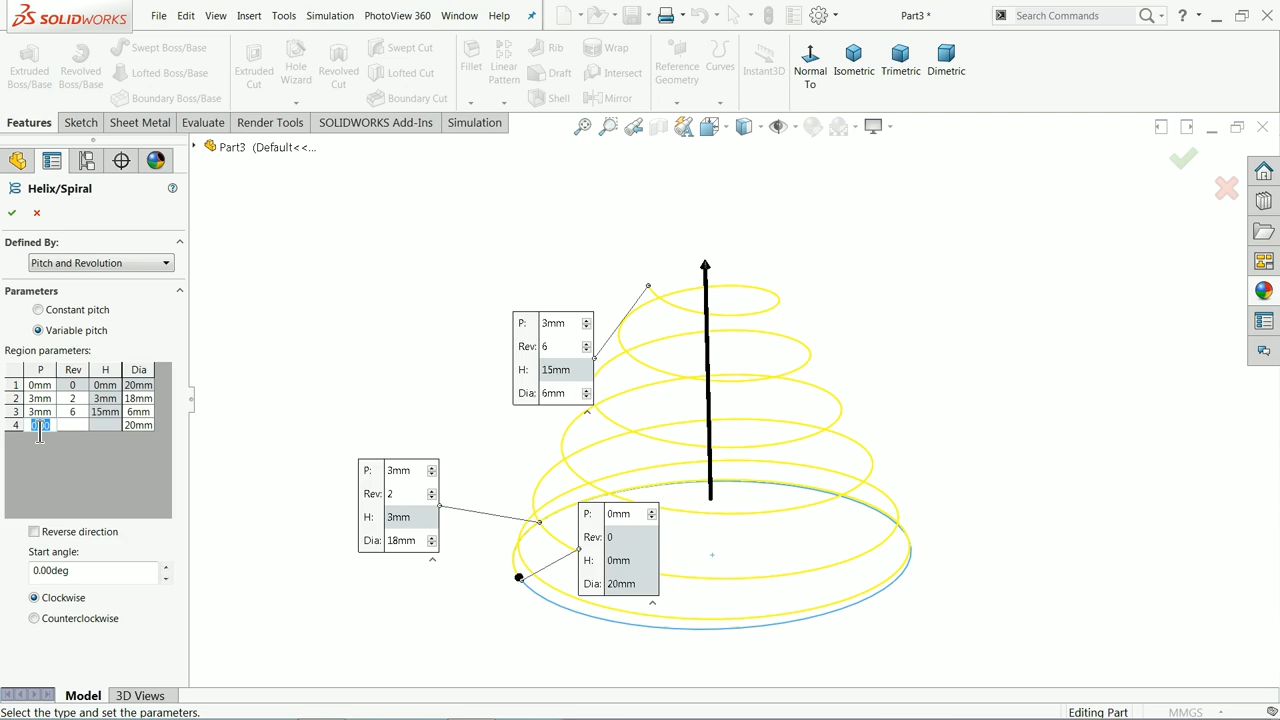 SOLIDWORKS File Edit View Insert Tools Simulation PhotoView 360 Window Help Part3 * Search Commands
Extruded Boss/Base Revolved Boss/Base Swept Boss/Base Lofted Boss/Base Boundary Boss/Base Extruded Cut Hole Wizard Revolved Cut Swept Cut Lofted Cut Boundary Cut Fillet Linear Pattern Rib Draft Shell Wrap Intersect Mirror Reference Geometry Curves Instant3D Normal To Isometric Trimetric Dimetric
Features Sketch Sheet Metal Evaluate Render Tools SOLIDWORKS Add-Ins Simulation
Part3 (Default<<...
Helix/Spiral
Defined By:
Pitch and Revolution
Parameters
Constant pitch
Variable pitch
Region parameters:
P Rev H Dia
1 0mm 0 0mm 20mm
2 3mm 2 3mm 18mm
3 3mm 6 15mm 6mm
4 20mm
Reverse direction
Start angle:
0.00deg
Clockwise
Counterclockwise
P: 3mm
Rev: 6
H: 15mm
Dia: 6mm
P: 3mm
Rev: 2
H: 3mm
Dia: 18mm
P: 0mm
Rev: 0
H: 0mm
Dia: 20mm
Model 3D Views
Select the type and set the parameters. Editing Part MMGS